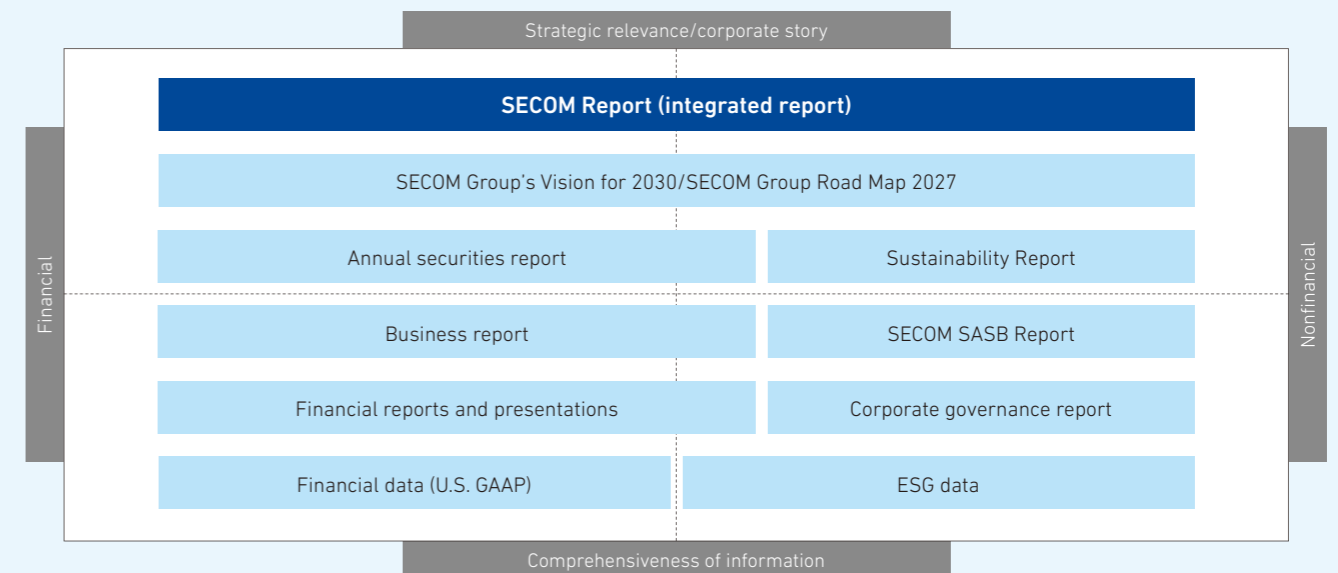 Strategic relevance/corporate story
SECOM Report (integrated report)
SECOM Group’s Vision for 2030/SECOM Group Road Map 2027
Annual securities report
Sustainability Report
Financial
Nonfinancial
Business report
SECOM SASB Report
Financial reports and presentations
Corporate governance report
Financial data (U.S. GAAP)
ESG data
Comprehensiveness of information